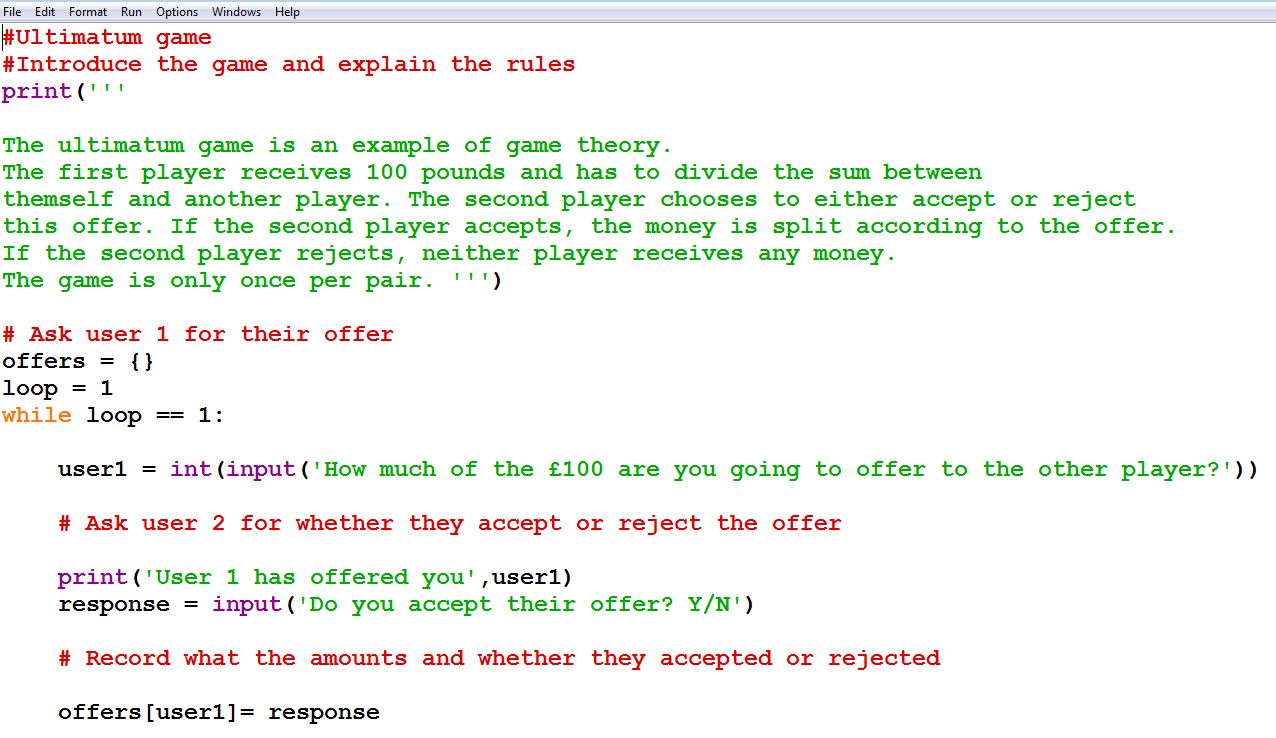 File Edit Format Run Options Windows Help
#Ultimatum game
#Introduce the game and explain the rules
print('''
The ultimatum game is an example of game theory.
The first player receives 100 pounds and has to divide the sum between
themself and another player. The second player chooses to either accept or reject
this offer. If the second player accepts, the money is split according to the offer.
If the second player rejects, neither player receives any money.
The game is only once per pair. ''')
# Ask user 1 for their offer
offers = {}
loop = 1
while loop == 1:
    user1 = int(input('How much of the £100 are you going to offer to the other player?'))
    # Ask user 2 for whether they accept or reject the offer
    print('User 1 has offered you',user1)
    response = input('Do you accept their offer? Y/N')
    # Record what the amounts and whether they accepted or rejected
    offers[user1]= response